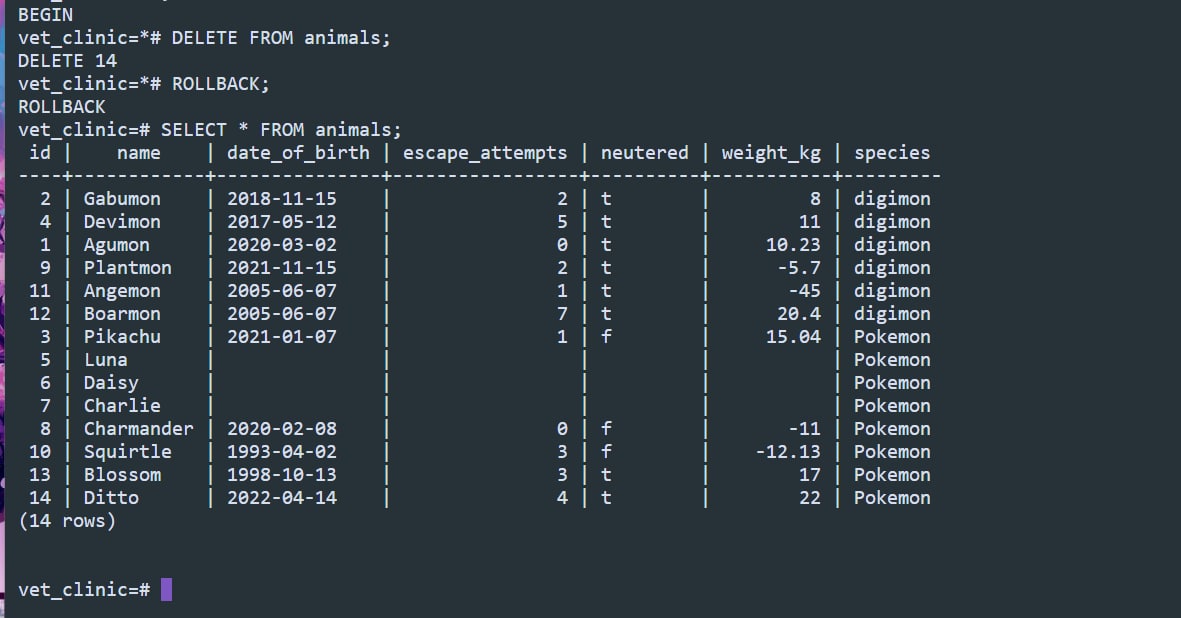 BEGIN
vet_clinic=*# DELETE FROM animals;
DELETE 14
vet_clinic=*# ROLLBACK;
ROLLBACK
vet_clinic=# SELECT * FROM animals;
 id |    name    | date_of_birth | escape_attempts | neutered | weight_kg | species
----+------------+---------------+-----------------+----------+-----------+---------
  2 | Gabumon    | 2018-11-15    |               2 | t        |         8 | digimon
  4 | Devimon    | 2017-05-12    |               5 | t        |        11 | digimon
  1 | Agumon     | 2020-03-02    |               0 | t        |     10.23 | digimon
  9 | Plantmon   | 2021-11-15    |               2 | t        |      -5.7 | digimon
 11 | Angemon    | 2005-06-07    |               1 | t        |       -45 | digimon
 12 | Boarmon    | 2005-06-07    |               7 | t        |      20.4 | digimon
  3 | Pikachu    | 2021-01-07    |               1 | f        |     15.04 | Pokemon
  5 | Luna       |               |                 |          |           | Pokemon
  6 | Daisy      |               |                 |          |           | Pokemon
  7 | Charlie    |               |                 |          |           | Pokemon
  8 | Charmander | 2020-02-08    |               0 | f        |       -11 | Pokemon
 10 | Squirtle   | 1993-04-02    |               3 | f        |    -12.13 | Pokemon
 13 | Blossom    | 1998-10-13    |               3 | t        |        17 | Pokemon
 14 | Ditto      | 2022-04-14    |               4 | t        |        22 | Pokemon
(14 rows)
vet_clinic=#